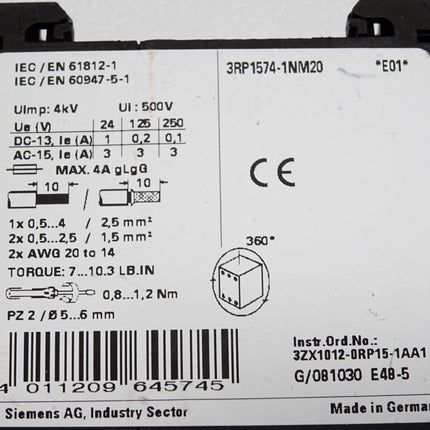 IEC / EN 61812-1
IEC / EN 60947-5-1
3RP1574-1NM20 *E01*
Uimp: 4kV Ui: 500V
Ue (V) 24 125 250
DC-13, Ie (A) 1 0,2 0,1
AC-15, Ie (A) 3 3 3
MAX. 4A gLgG
CE
10 / 10
1x 0,5...4 / 2,5 mm²
2x 0,5...2,5 / 1,5 mm²
2x AWG 20 to 14
TORQUE: 7...10.3 LB.IN
0,8...1,2 Nm
PZ 2 / Ø 5...6 mm
360°
Instr.Ord.No.:
3ZX1012-0RP15-1AA1
G/081030 E48-5
4 011209 645745
Siemens AG, Industry Sector
Made in German